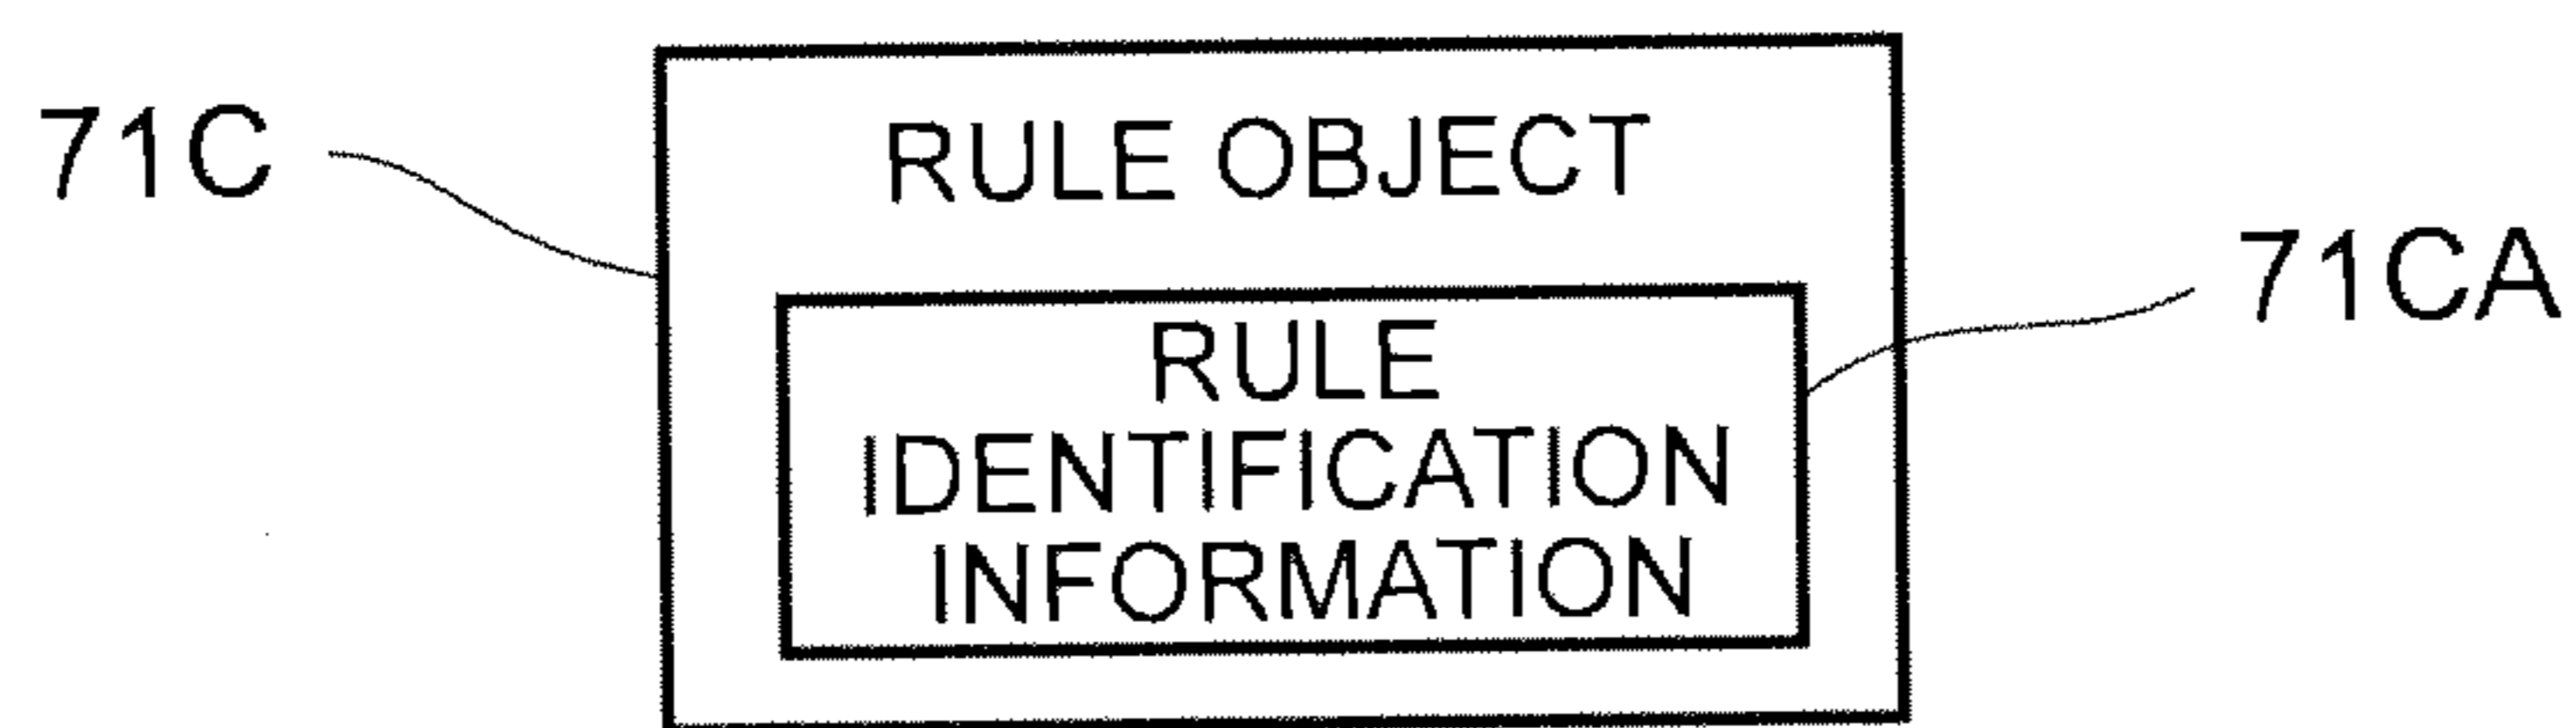 71C
RULE OBJECT
71CA
RULE
IDENTIFICATION
INFORMATION